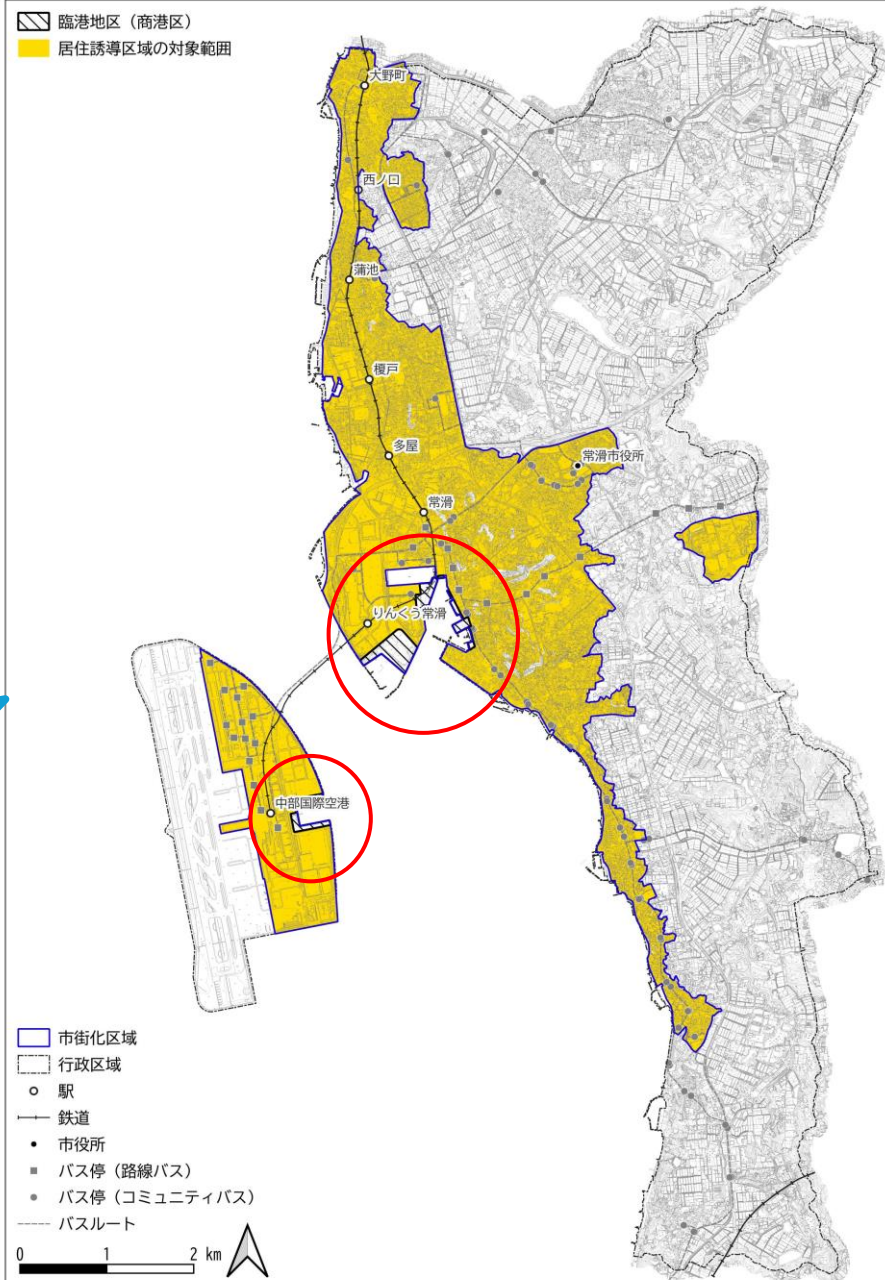 臨港地区（商港区）
居住誘導区域の対象範囲
大野町
西ノ口
蒲池
榎戸
多屋
常滑市役所
常滑
りんくう常滑
中部国際空港
市街化区域
行政区域
駅
鉄道
市役所
バス停（路線バス）
バス停（コミュニティバス）
バスルート
0 1 2 km